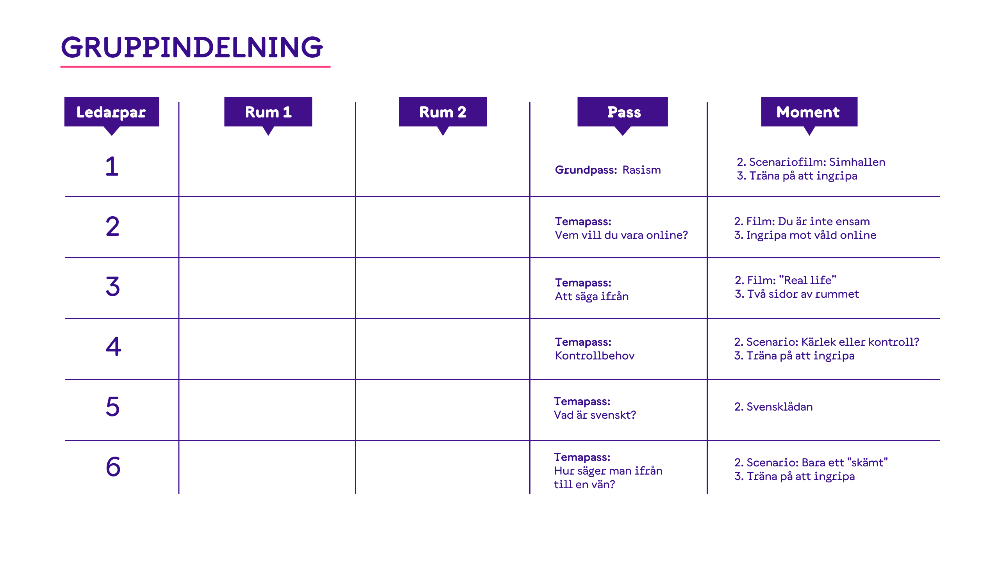 GRUPPINDELNING
Ledarpar
Rum 1
Rum 2
Pass
Moment
1
Grundpass: Rasism
2. Scenariofilm: Simhallen
3. Träna på att ingripa
2
Temapass:
Vem vill du vara online?
2. Film: Du är inte ensam
3. Ingripa mot våld online
3
Temapass:
Att säga ifrån
2. Film: ”Real life”
3. Två sidor av rummet
4
Temapass:
Kontrollbehov
2. Scenario: Kärlek eller kontroll?
3. Träna på att ingripa
5
Temapass:
Vad är svenskt?
2. Svensklådan
6
Temapass:
Hur säger man ifrån
till en vän?
2. Scenario: Bara ett "skämt"
3. Träna på att ingripa